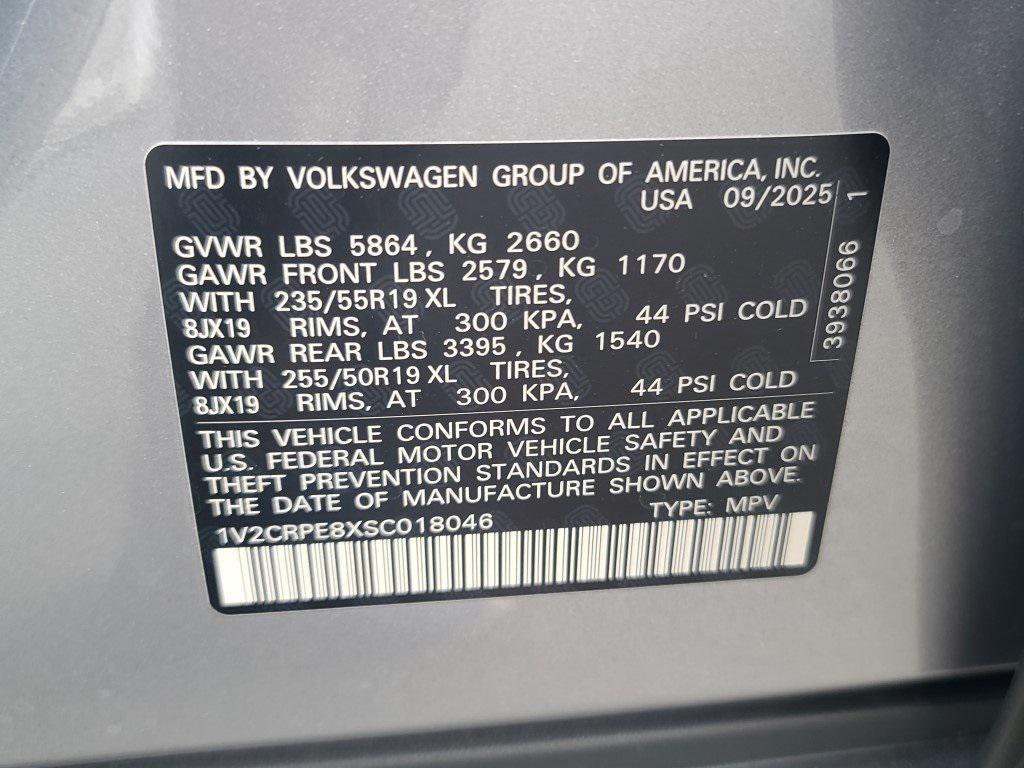 MFD BY VOLKSWAGEN GROUP OF AMERICA, INC.
USA 09/2025
GVWR LBS 5864, KG 2660
GAWR FRONT LBS 2579, KG 1170
WITH 235/55R19 XL TIRES,
8JX19 RIMS, AT 300 KPA, 44 PSI COLD
GAWR REAR LBS 3395, KG 1540
WITH 255/50R19 XL TIRES,
8JX19 RIMS, AT 300 KPA, 44 PSI COLD
3938066 1
THIS VEHICLE CONFORMS TO ALL APPLICABLE
U.S. FEDERAL MOTOR VEHICLE SAFETY AND
THEFT PREVENTION STANDARDS IN EFFECT ON
THE DATE OF MANUFACTURE SHOWN ABOVE.
1V2CRPE8XSC018046 TYPE: MPV